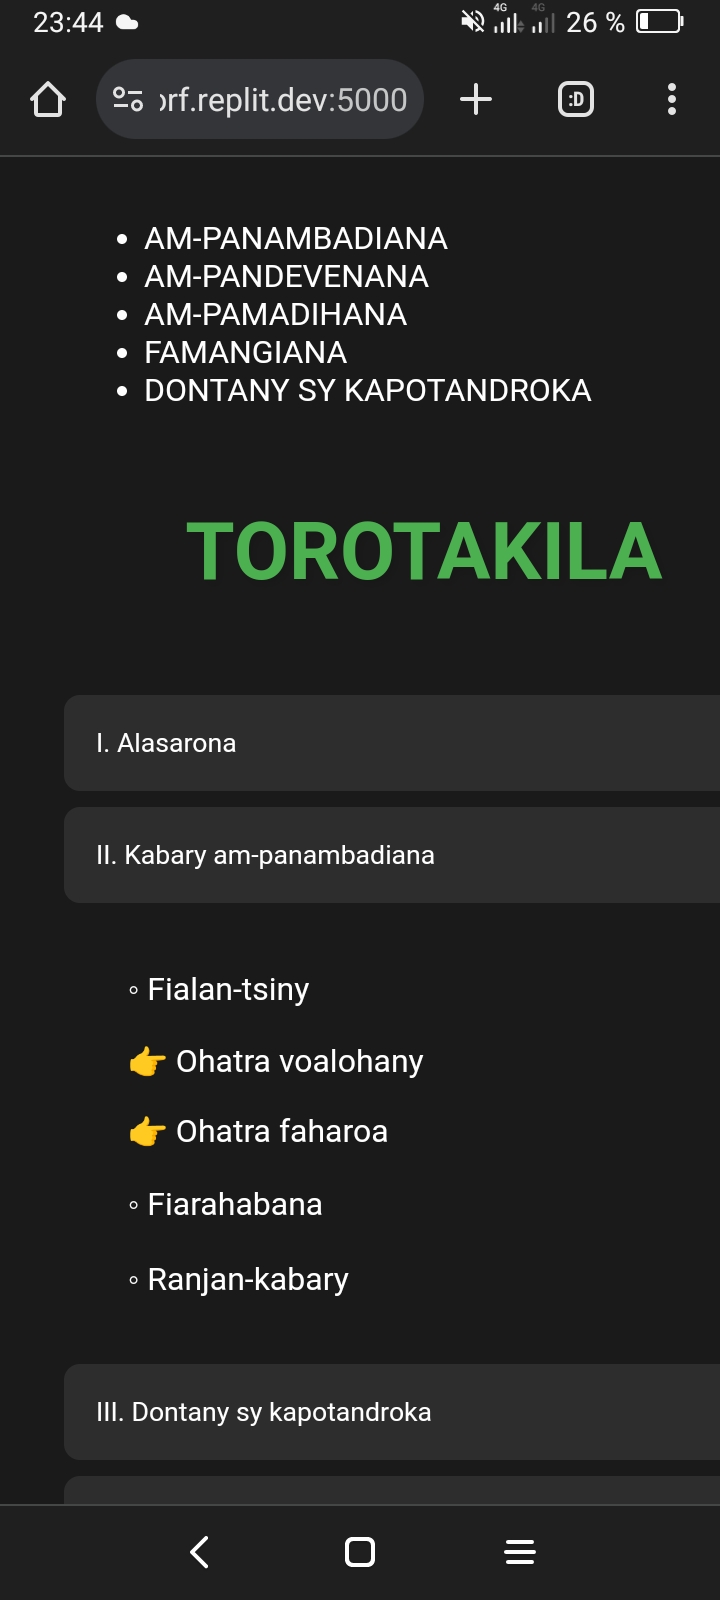 23:44
4G 4G 26 %
orf.replit.dev:5000
:D
• AM-PANAMBADIANA
• AM-PANDEVENANA
• AM-PAMADIHANA
• FAMANGIANA
• DONTANY SY KAPOTANDROKA
TOROTAKILA
I. Alasarona
II. Kabary am-panambadiana
◦ Fialan-tsiny
👉 Ohatra voalohany
👉 Ohatra faharoa
◦ Fiarahabana
◦ Ranjan-kabary
III. Dontany sy kapotandroka